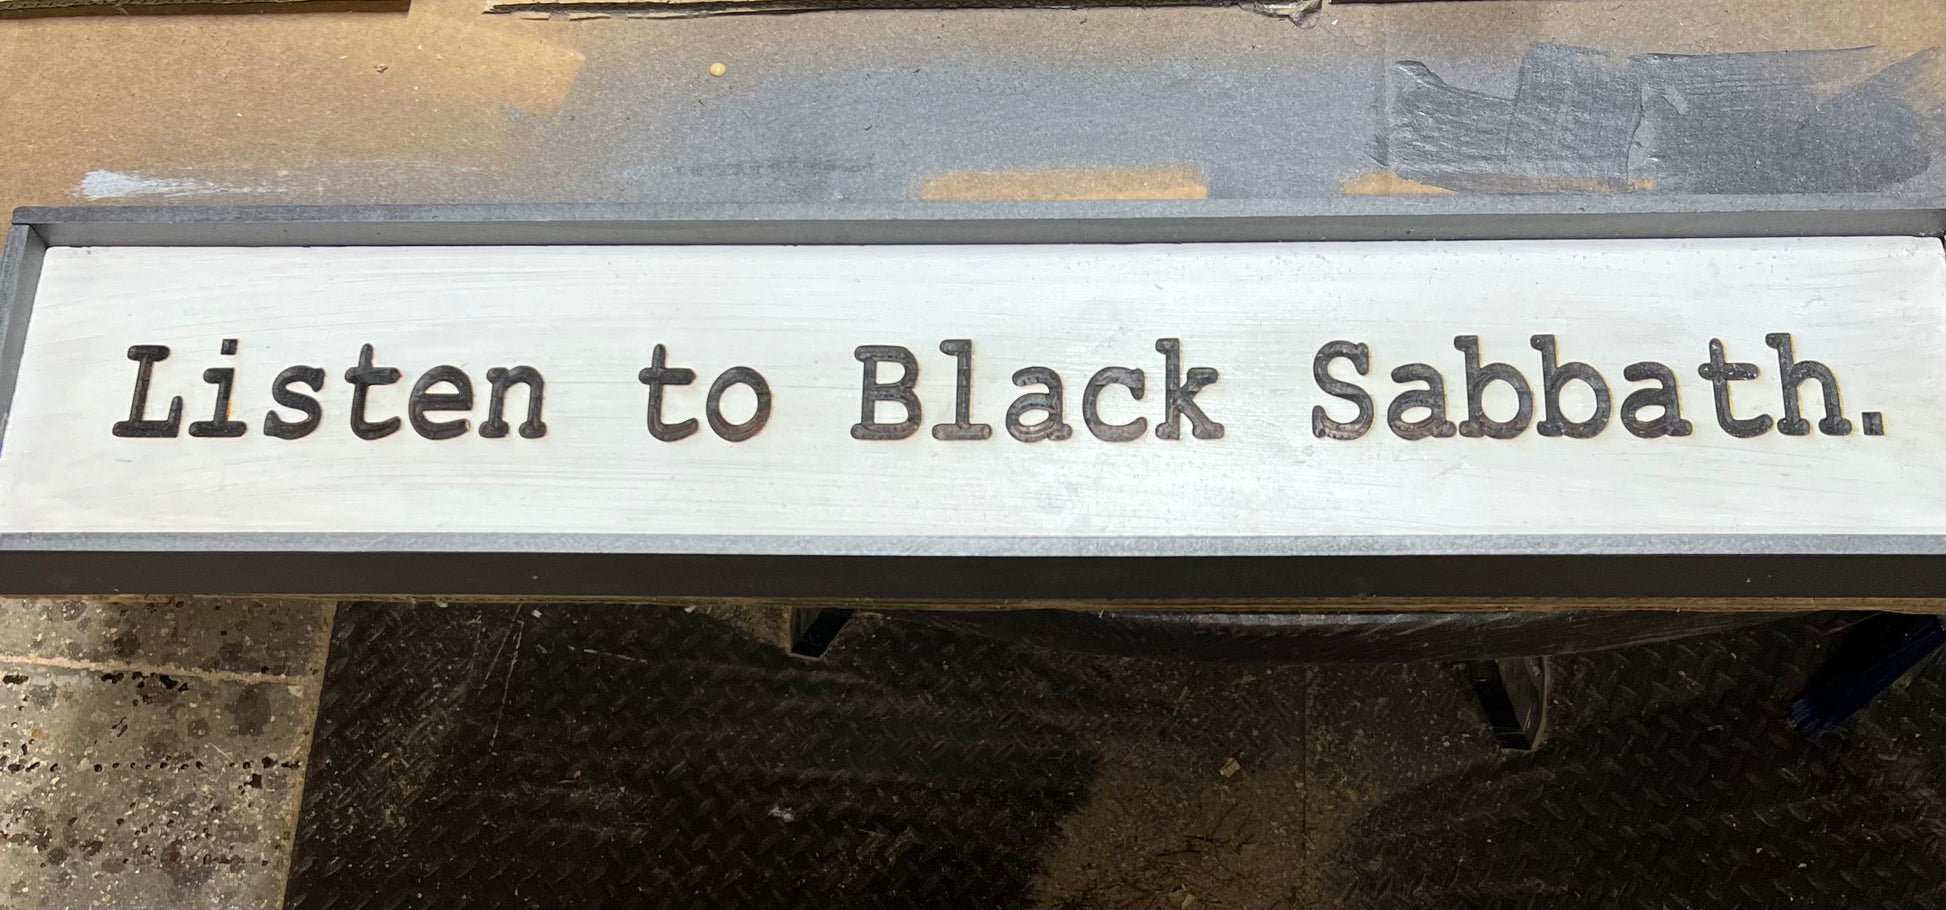 Listen to Black Sabbath.